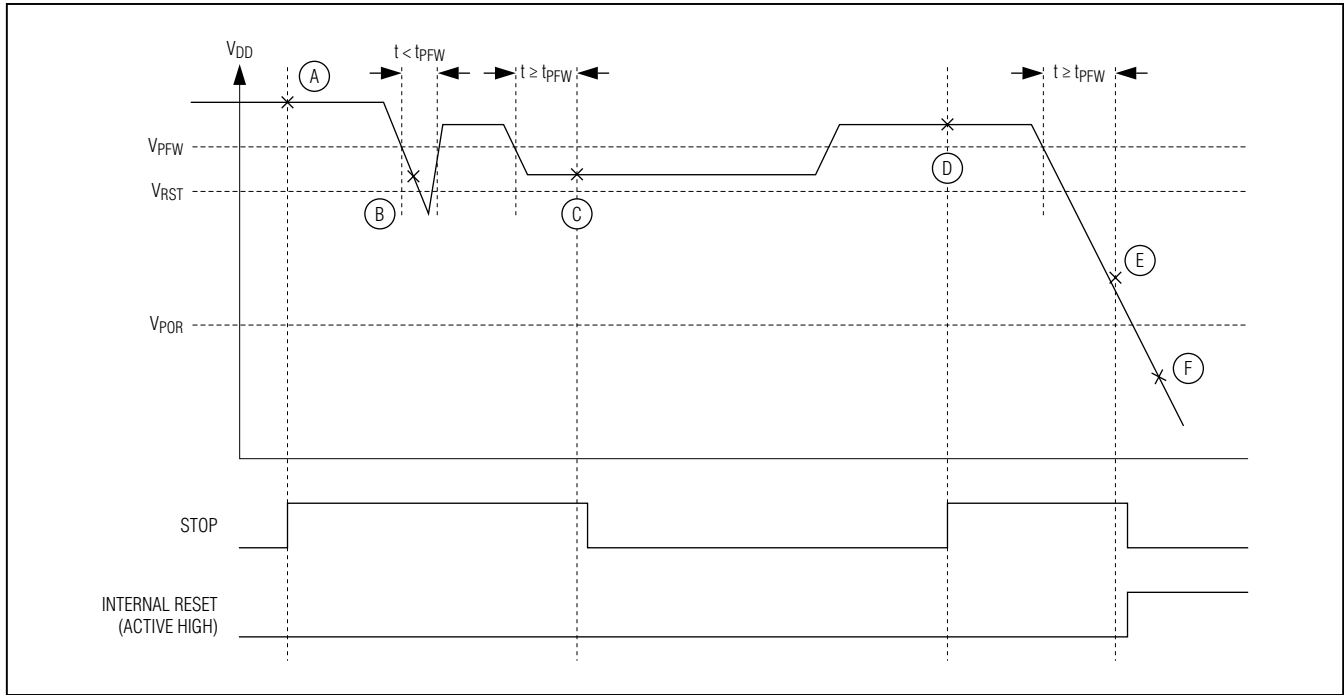 VDD
t < tPFW
t ≥ tPFW
t ≥ tPFW
A
VPFW
VRST
B
C
D
E
VPOR
F
STOP
INTERNAL RESET
(ACTIVE HIGH)